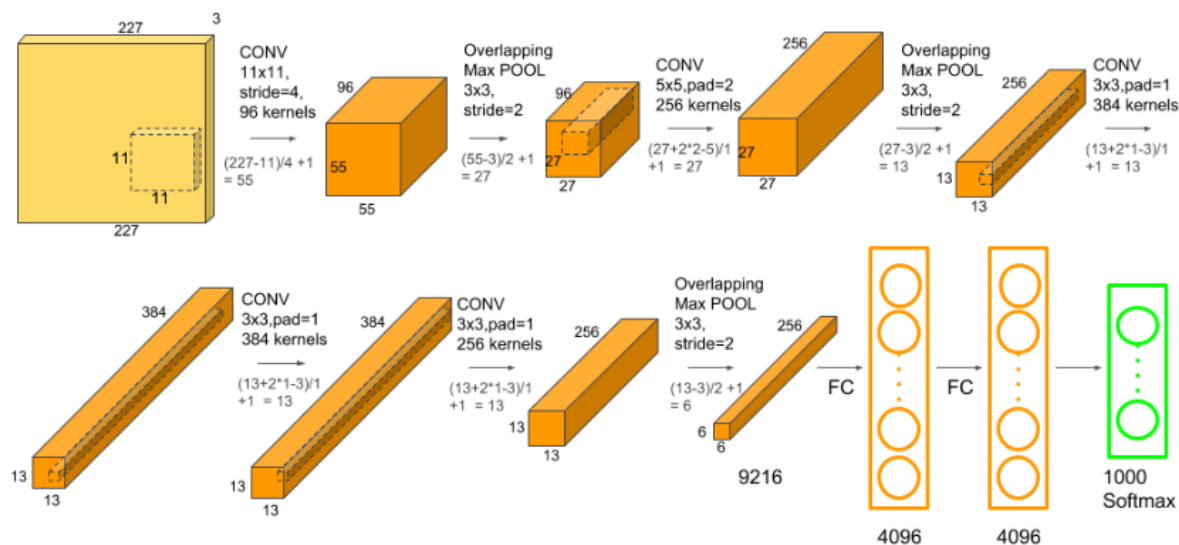 227
3
CONV
11x11,
stride=4,
96 kernels
(227-11)/4 +1
= 55
11
11
227
96
55
55
Overlapping
Max POOL
3x3,
stride=2
(55-3)/2 +1
= 27
96
27
27
CONV
5x5,pad=2
256 kernels
(27+2*2-5)/1
+1 = 27
256
27
27
Overlapping
Max POOL
3x3,
stride=2
(27-3)/2 +1
= 13
256
13
13
CONV
3x3,pad=1
384 kernels
(13+2*1-3)/1
+1 = 13
384
13
13
CONV
3x3,pad=1
384 kernels
(13+2*1-3)/1
+1 = 13
384
13
13
CONV
3x3,pad=1
256 kernels
(13+2*1-3)/1
+1 = 13
256
13
13
Overlapping
Max POOL
3x3,
stride=2
(13-3)/2 +1
= 6
256
6
6
9216
FC
4096
FC
4096
1000
Softmax